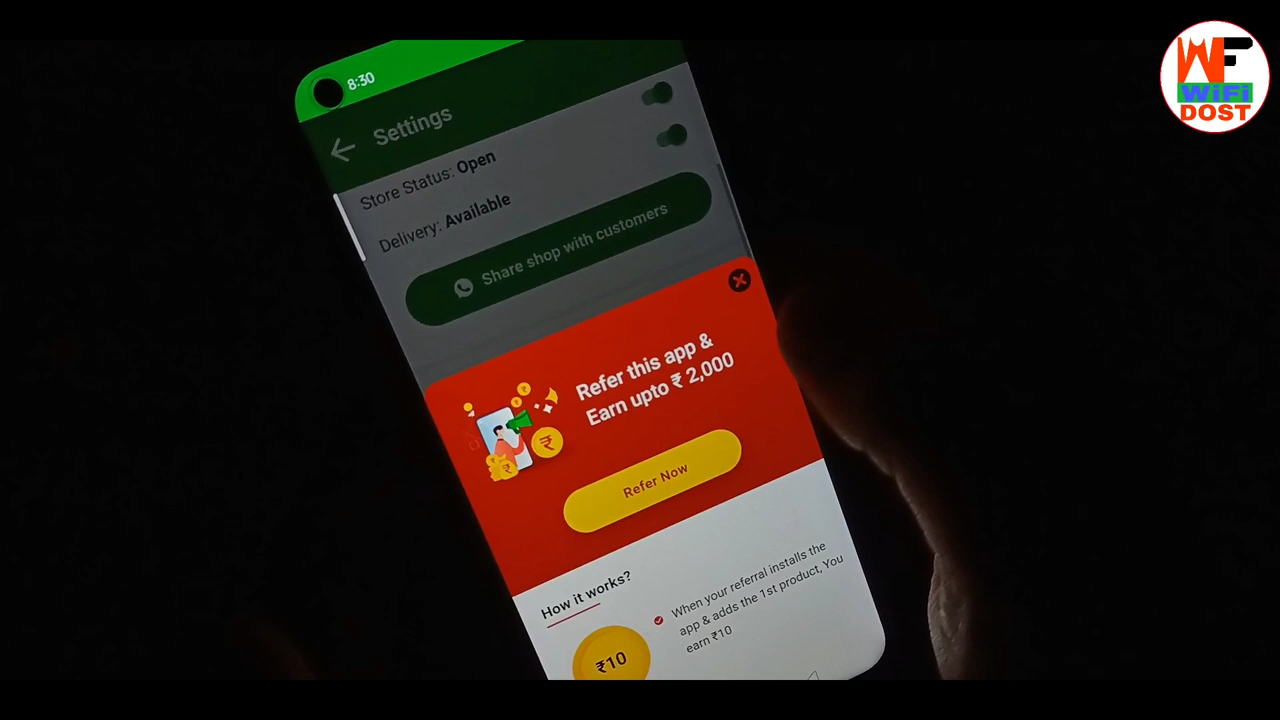 WF
WiFi
DOST
8:30
Settings
Store Status: Open
Delivery: Available
Share shop with customers
Refer this app &
Earn upto ₹ 2,000
Refer Now
How it works?
When your referral installs the
app & adds the 1st product, You
earn ₹10
₹10